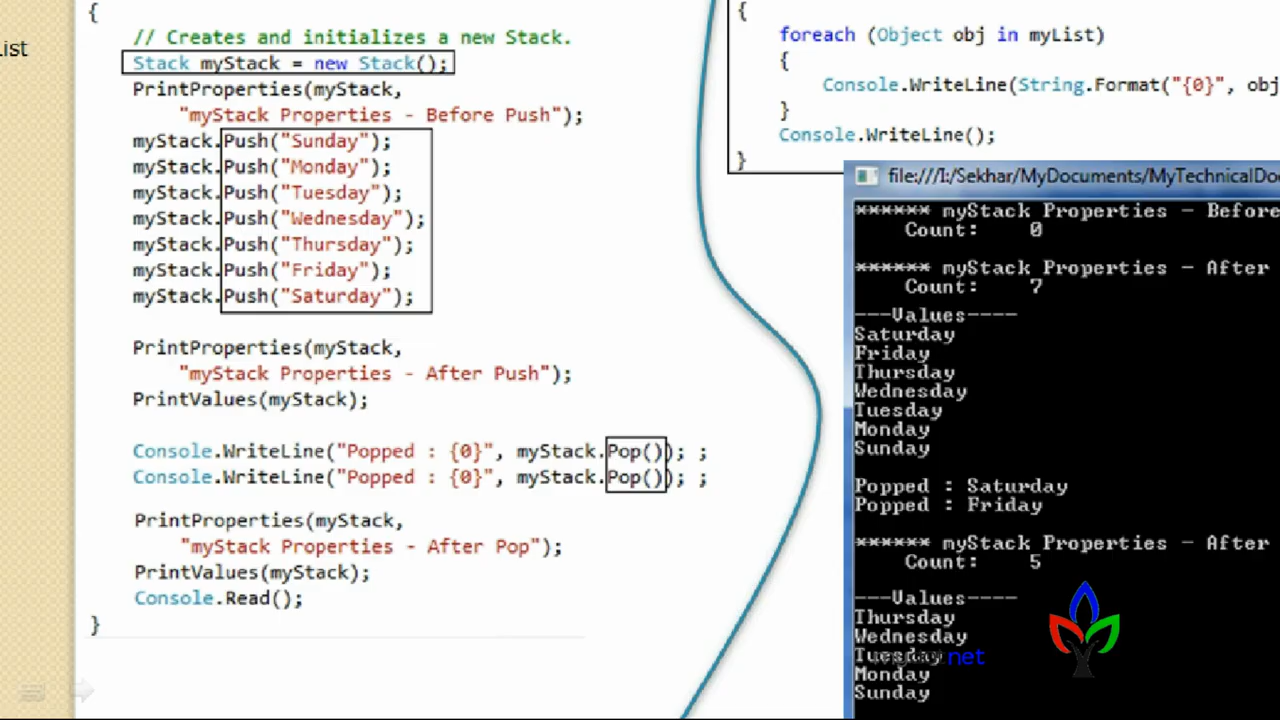 ist
{
// Creates and initializes a new Stack.
Stack myStack = new Stack();
PrintProperties(myStack,
"myStack Properties - Before Push");
myStack.Push("Sunday");
myStack.Push("Monday");
myStack.Push("Tuesday");
myStack.Push("Wednesday");
myStack.Push("Thursday");
myStack.Push("Friday");
myStack.Push("Saturday");
PrintProperties(myStack,
"myStack Properties - After Push");
PrintValues(myStack);
Console.WriteLine("Popped : {0}", myStack.Pop()); ;
Console.WriteLine("Popped : {0}", myStack.Pop()); ;
PrintProperties(myStack,
"myStack Properties - After Pop");
PrintValues(myStack);
Console.Read();
}
{
foreach (Object obj in myList)
{
Console.WriteLine(String.Format("{0}", obj
}
Console.WriteLine();
}
file:///I:/Sekhar/MyDocuments/MyTechnicalDoc
****** myStack Properties - Before
Count: 0
****** myStack Properties - After
Count: 7
---Values----
Saturday
Friday
Thursday
Wednesday
Tuesday
Monday
Sunday
Popped : Saturday
Popped : Friday
****** myStack Properties - After
Count: 5
---Values----
Thursday
Wednesday
Tuesday
Monday
Sunday
.net